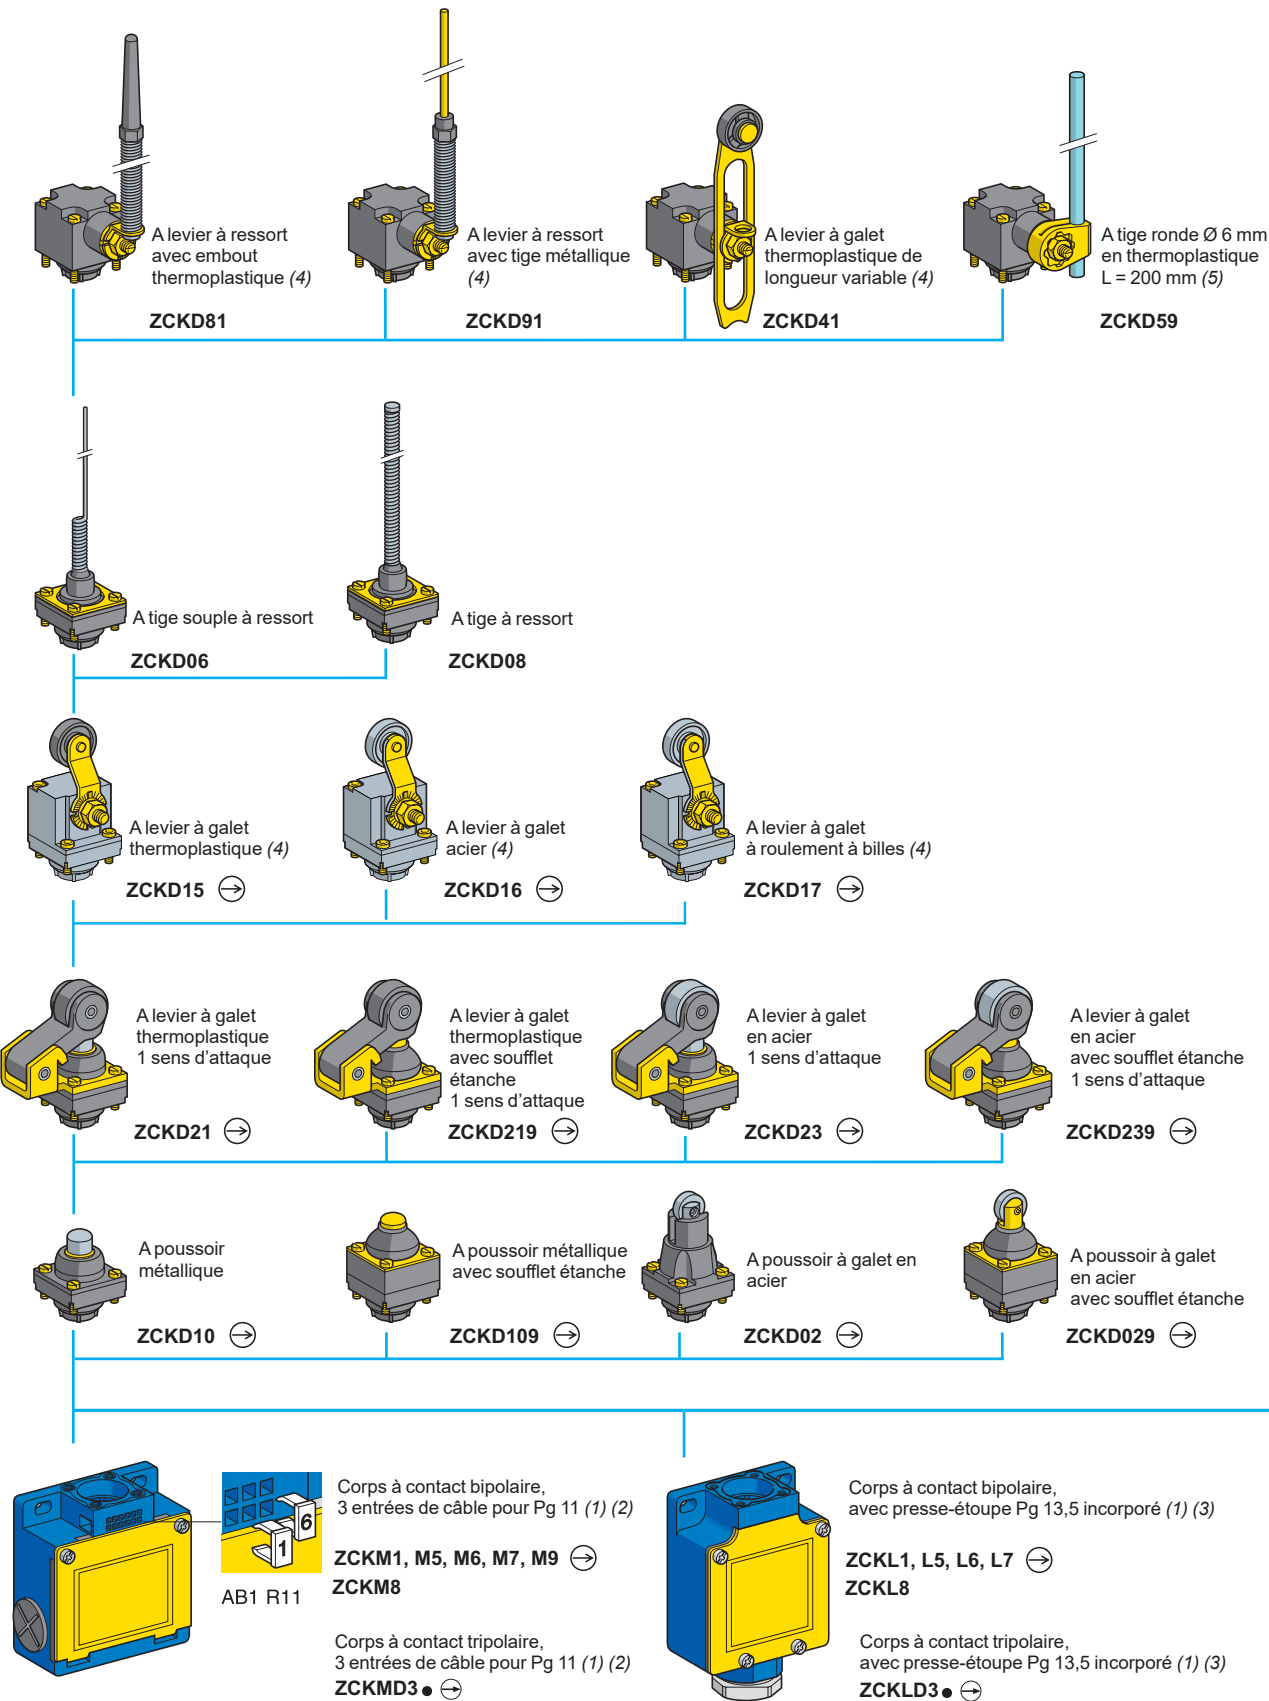 A levier à ressort
avec embout
thermoplastique (4)
ZCKD81
A levier à ressort
avec tige métallique
(4)
ZCKD91
A levier à galet
thermoplastique de
longueur variable (4)
ZCKD41
A tige ronde Ø 6 mm
en thermoplastique
L = 200 mm (5)
ZCKD59
A tige souple à ressort
ZCKD06
A tige à ressort
ZCKD08
A levier à galet
thermoplastique (4)
ZCKD15
A levier à galet
acier (4)
ZCKD16
A levier à galet
à roulement à billes (4)
ZCKD17
A levier à galet
thermoplastique
1 sens d’attaque
ZCKD21
A levier à galet
thermoplastique
avec soufflet
étanche
1 sens d’attaque
ZCKD219
A levier à galet
en acier
1 sens d’attaque
ZCKD23
A levier à galet
en acier
avec soufflet étanche
1 sens d’attaque
ZCKD239
A poussoir
métallique
ZCKD10
A poussoir métallique
avec soufflet étanche
ZCKD109
A poussoir à galet en
acier
ZCKD02
A poussoir à galet
en acier
avec soufflet étanche
ZCKD029
6
1
AB1 R11
Corps à contact bipolaire,
3 entrées de câble pour Pg 11 (1) (2)
ZCKM1, M5, M6, M7, M9
ZCKM8
Corps à contact tripolaire,
3 entrées de câble pour Pg 11 (1) (2)
ZCKMD3●
Corps à contact bipolaire,
avec presse-étoupe Pg 13,5 incorporé (1) (3)
ZCKL1, L5, L6, L7
ZCKL8
Corps à contact tripolaire,
avec presse-étoupe Pg 13,5 incorporé (1) (3)
ZCKLD3●